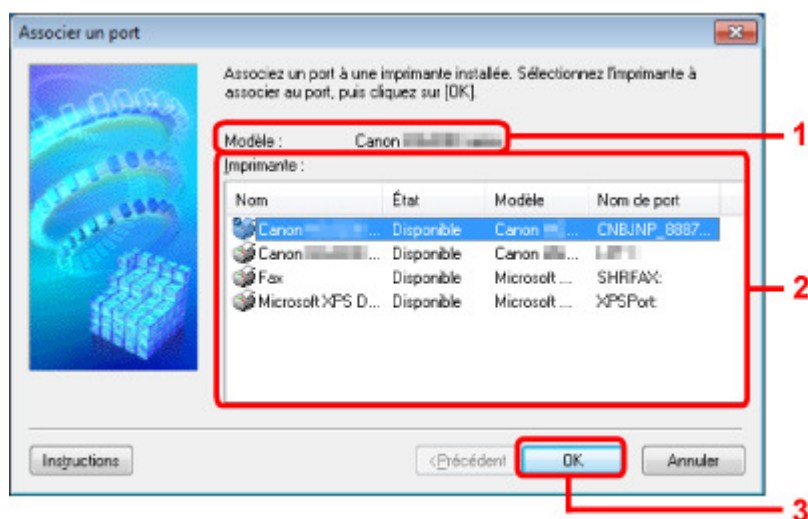 Associer un port
Associez un port à une imprimante installée. Sélectionnez l'imprimante à
associer au port, puis cliquez sur [OK].
Modèle : Canon
1
Imprimante :
Nom État Modèle Nom de port
Canon ... Disponible Canon ... CNBJNP_8887...
Canon ... Disponible Canon ...
Fax Disponible Microsoft ... SHRFAX:
Microsoft XPS D... Disponible Microsoft ... XPSPort:
2
Instructions <Précédent OK Annuler
3